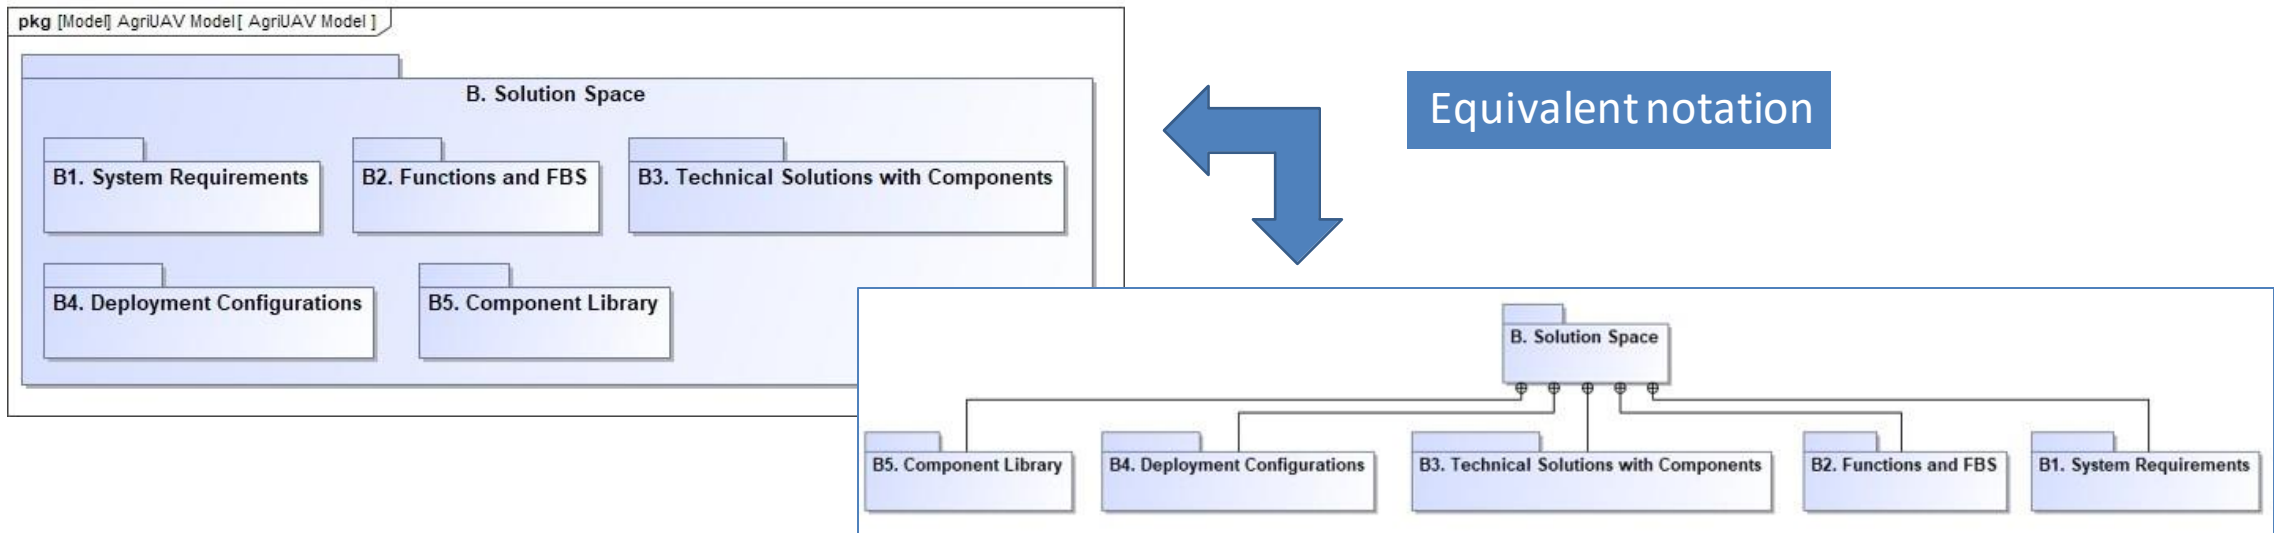 pkg [Model] AgriUAV Model [ AgriUAV Model ]
B. Solution Space
B1. System Requirements
B2. Functions and FBS
B3. Technical Solutions with Components
B4. Deployment Configurations
B5. Component Library
Equivalent notation
B. Solution Space
B5. Component Library
B4. Deployment Configurations
B3. Technical Solutions with Components
B2. Functions and FBS
B1. System Requirements